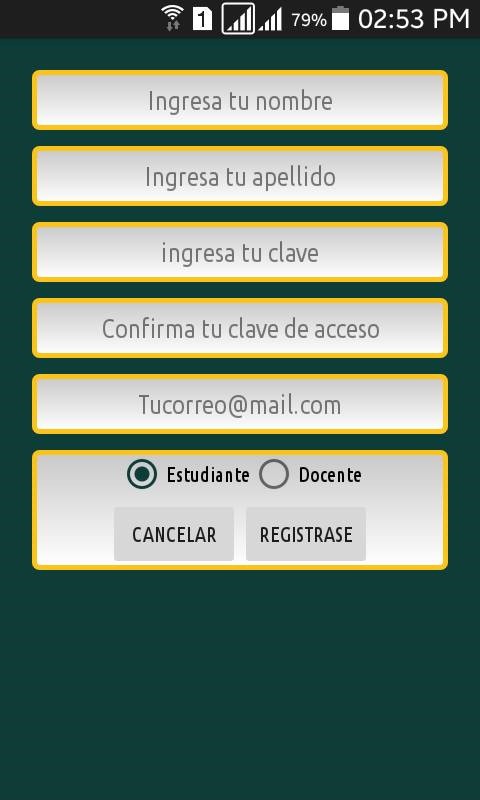 1 79% 02:53 PM
Ingresa tu nombre
Ingresa tu apellido
ingresa tu clave
Confirma tu clave de acceso
Tucorreo@mail.com
Estudiante Docente
CANCELAR REGISTRASE